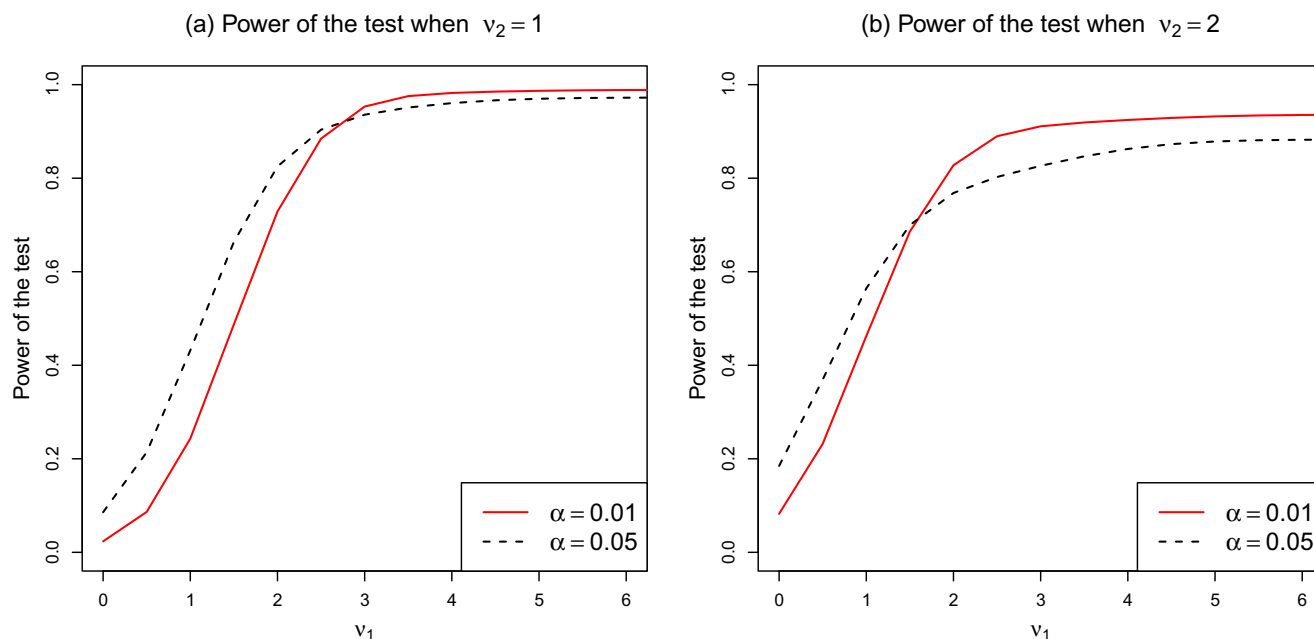 (a) Power of the test when ν₂ = 1
Power of the test
1.0
0.8
0.6
0.4
0.2
0.0
0 1 2 3 4 5 6
ν₁
α = 0.01
α = 0.05
(b) Power of the test when ν₂ = 2
Power of the test
1.0
0.8
0.6
0.4
0.2
0.0
0 1 2 3 4 5 6
ν₁
α = 0.01
α = 0.05